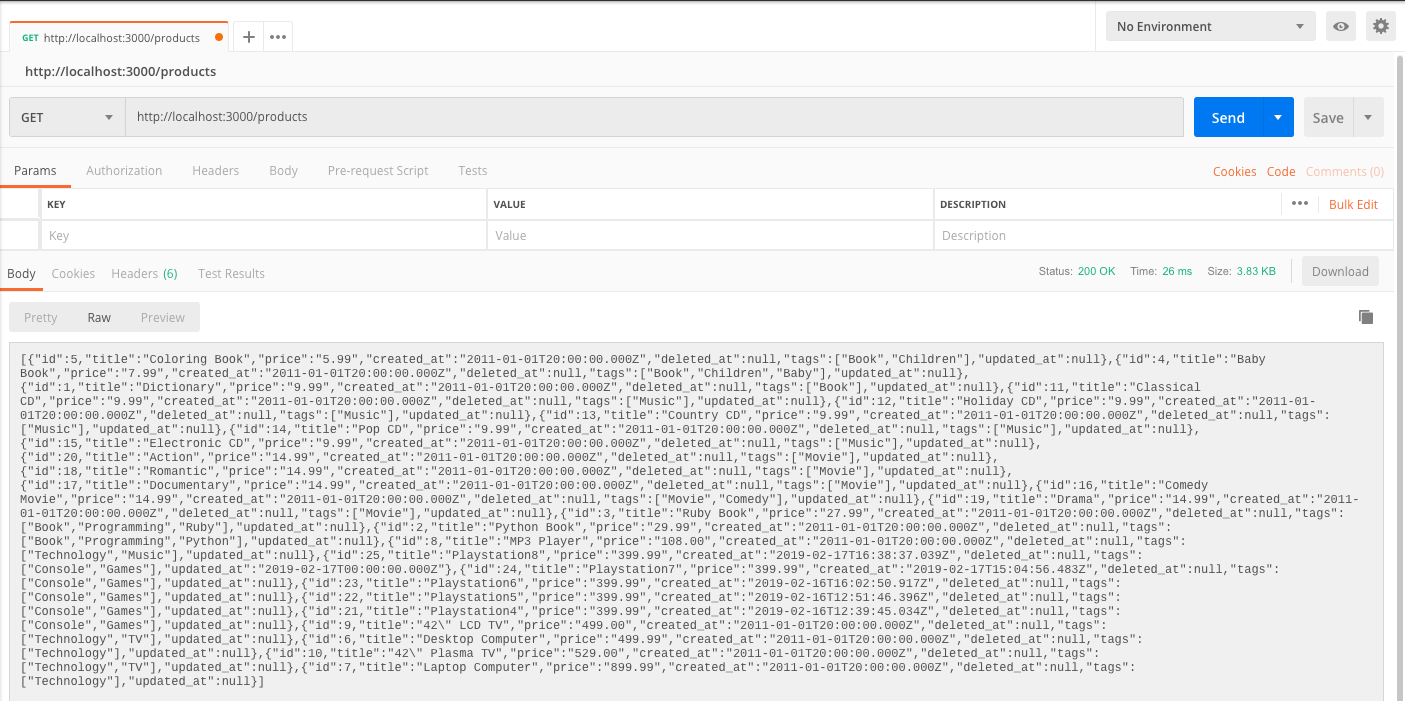 GET http://localhost:3000/products
No Environment
http://localhost:3000/products
GET http://localhost:3000/products Send Save
Params Authorization Headers Body Pre-request Script Tests Cookies Code Comments (0)
KEY VALUE DESCRIPTION Bulk Edit
Key Value Description
Body Cookies Headers (6) Test Results Status: 200 OK Time: 26 ms Size: 3.83 KB Download
Pretty Raw Preview
[{"id":5,"title":"Coloring Book","price":"5.99","created_at":"2011-01-01T20:00:00.000Z","deleted_at":null,"tags":["Book","Children"],"updated_at":null},{"id":4,"title":"Baby
Book","price":"7.99","created_at":"2011-01-01T20:00:00.000Z","deleted_at":null,"tags":["Book","Children","Baby"],"updated_at":null},
{"id":1,"title":"Dictionary","price":"9.99","created_at":"2011-01-01T20:00:00.000Z","deleted_at":null,"tags":["Book"],"updated_at":null},{"id":11,"title":"Classical
CD","price":"9.99","created_at":"2011-01-01T20:00:00.000Z","deleted_at":null,"tags":["Music"],"updated_at":null},{"id":12,"title":"Holiday CD","price":"9.99","created_at":"2011-01-
01T20:00:00.000Z","deleted_at":null,"tags":["Music"],"updated_at":null},{"id":13,"title":"Country CD","price":"9.99","created_at":"2011-01-01T20:00:00.000Z","deleted_at":null,"tags":
["Music"],"updated_at":null},{"id":14,"title":"Pop CD","price":"9.99","created_at":"2011-01-01T20:00:00.000Z","deleted_at":null,"tags":["Music"],"updated_at":null},
{"id":15,"title":"Electronic CD","price":"9.99","created_at":"2011-01-01T20:00:00.000Z","deleted_at":null,"tags":["Music"],"updated_at":null},
{"id":20,"title":"Action","price":"14.99","created_at":"2011-01-01T20:00:00.000Z","deleted_at":null,"tags":["Movie"],"updated_at":null},
{"id":18,"title":"Romantic","price":"14.99","created_at":"2011-01-01T20:00:00.000Z","deleted_at":null,"tags":["Movie"],"updated_at":null},
{"id":17,"title":"Documentary","price":"14.99","created_at":"2011-01-01T20:00:00.000Z","deleted_at":null,"tags":["Movie"],"updated_at":null},{"id":16,"title":"Comedy
Movie","price":"14.99","created_at":"2011-01-01T20:00:00.000Z","deleted_at":null,"tags":["Movie","Comedy"],"updated_at":null},{"id":19,"title":"Drama","price":"14.99","created_at":"2011-
01-01T20:00:00.000Z","deleted_at":null,"tags":["Movie"],"updated_at":null},{"id":3,"title":"Ruby Book","price":"27.99","created_at":"2011-01-01T20:00:00.000Z","deleted_at":null,"tags":
["Book","Programming","Ruby"],"updated_at":null},{"id":2,"title":"Python Book","price":"29.99","created_at":"2011-01-01T20:00:00.000Z","deleted_at":null,"tags":
["Book","Programming","Python"],"updated_at":null},{"id":8,"title":"MP3 Player","price":"108.00","created_at":"2011-01-01T20:00:00.000Z","deleted_at":null,"tags":
["Technology","Music"],"updated_at":null},{"id":25,"title":"Playstation8","price":"399.99","created_at":"2019-02-17T16:38:37.039Z","deleted_at":null,"tags":
["Console","Games"],"updated_at":"2019-02-17T00:00:00.000Z"},{"id":24,"title":"Playstation7","price":"399.99","created_at":"2019-02-17T15:04:56.483Z","deleted_at":null,"tags":
["Console","Games"],"updated_at":null},{"id":23,"title":"Playstation6","price":"399.99","created_at":"2019-02-16T16:02:50.917Z","deleted_at":null,"tags":
["Console","Games"],"updated_at":null},{"id":22,"title":"Playstation5","price":"399.99","created_at":"2019-02-16T12:51:46.396Z","deleted_at":null,"tags":
["Console","Games"],"updated_at":null},{"id":21,"title":"Playstation4","price":"399.99","created_at":"2019-02-16T12:39:45.034Z","deleted_at":null,"tags":
["Console","Games"],"updated_at":null},{"id":9,"title":"42\" LCD TV","price":"499.00","created_at":"2011-01-01T20:00:00.000Z","deleted_at":null,"tags":
["Technology","TV"],"updated_at":null},{"id":6,"title":"Desktop Computer","price":"499.99","created_at":"2011-01-01T20:00:00.000Z","deleted_at":null,"tags":
["Technology"],"updated_at":null},{"id":10,"title":"42\" Plasma TV","price":"529.00","created_at":"2011-01-01T20:00:00.000Z","deleted_at":null,"tags":
["Technology","TV"],"updated_at":null},{"id":7,"title":"Laptop Computer","price":"899.99","created_at":"2011-01-01T20:00:00.000Z","deleted_at":null,"tags":
["Technology"],"updated_at":null}]